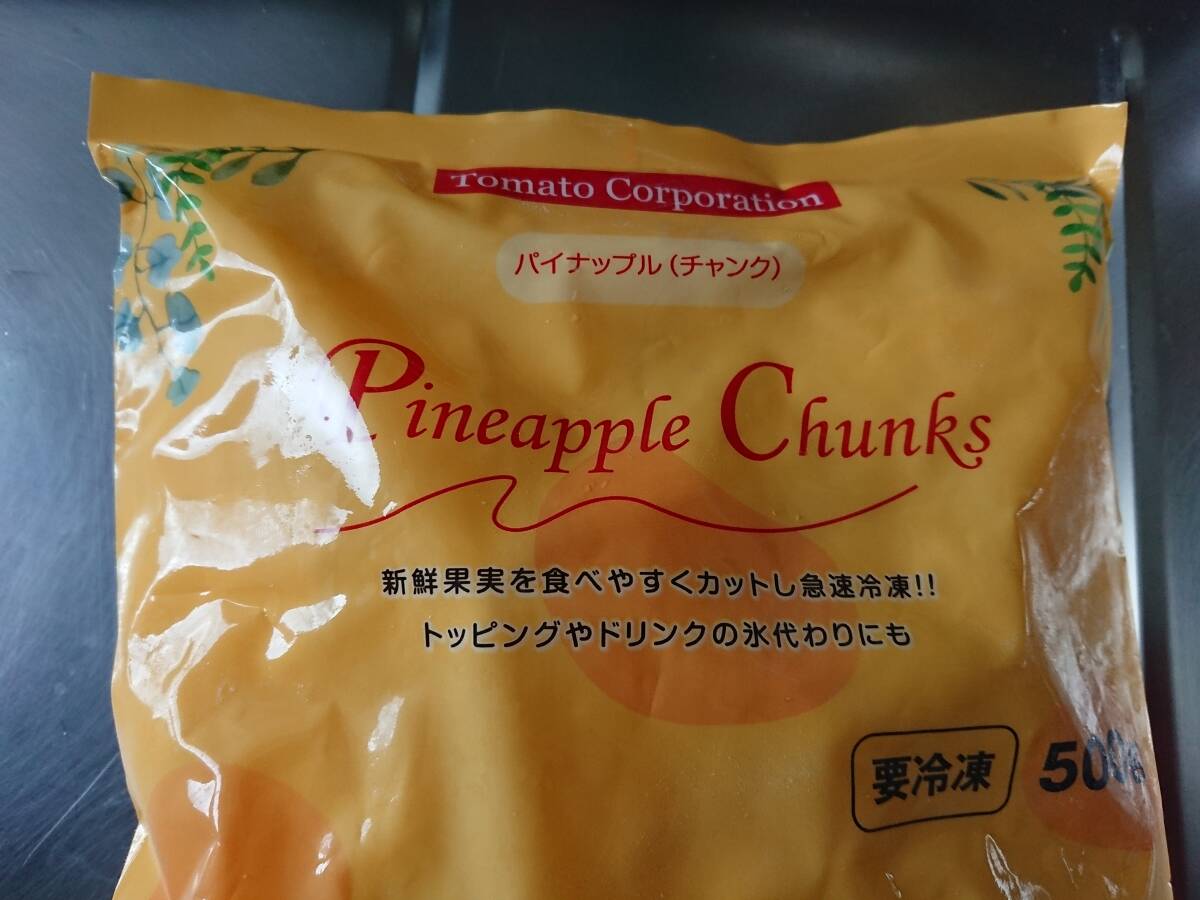 Tomato Corporation
パイナップル（チャンク）
Pineapple Chunks
新鮮果実を食べやすくカットし急速冷凍!!
トッピングやドリンクの氷代わりにも
要冷凍 500g